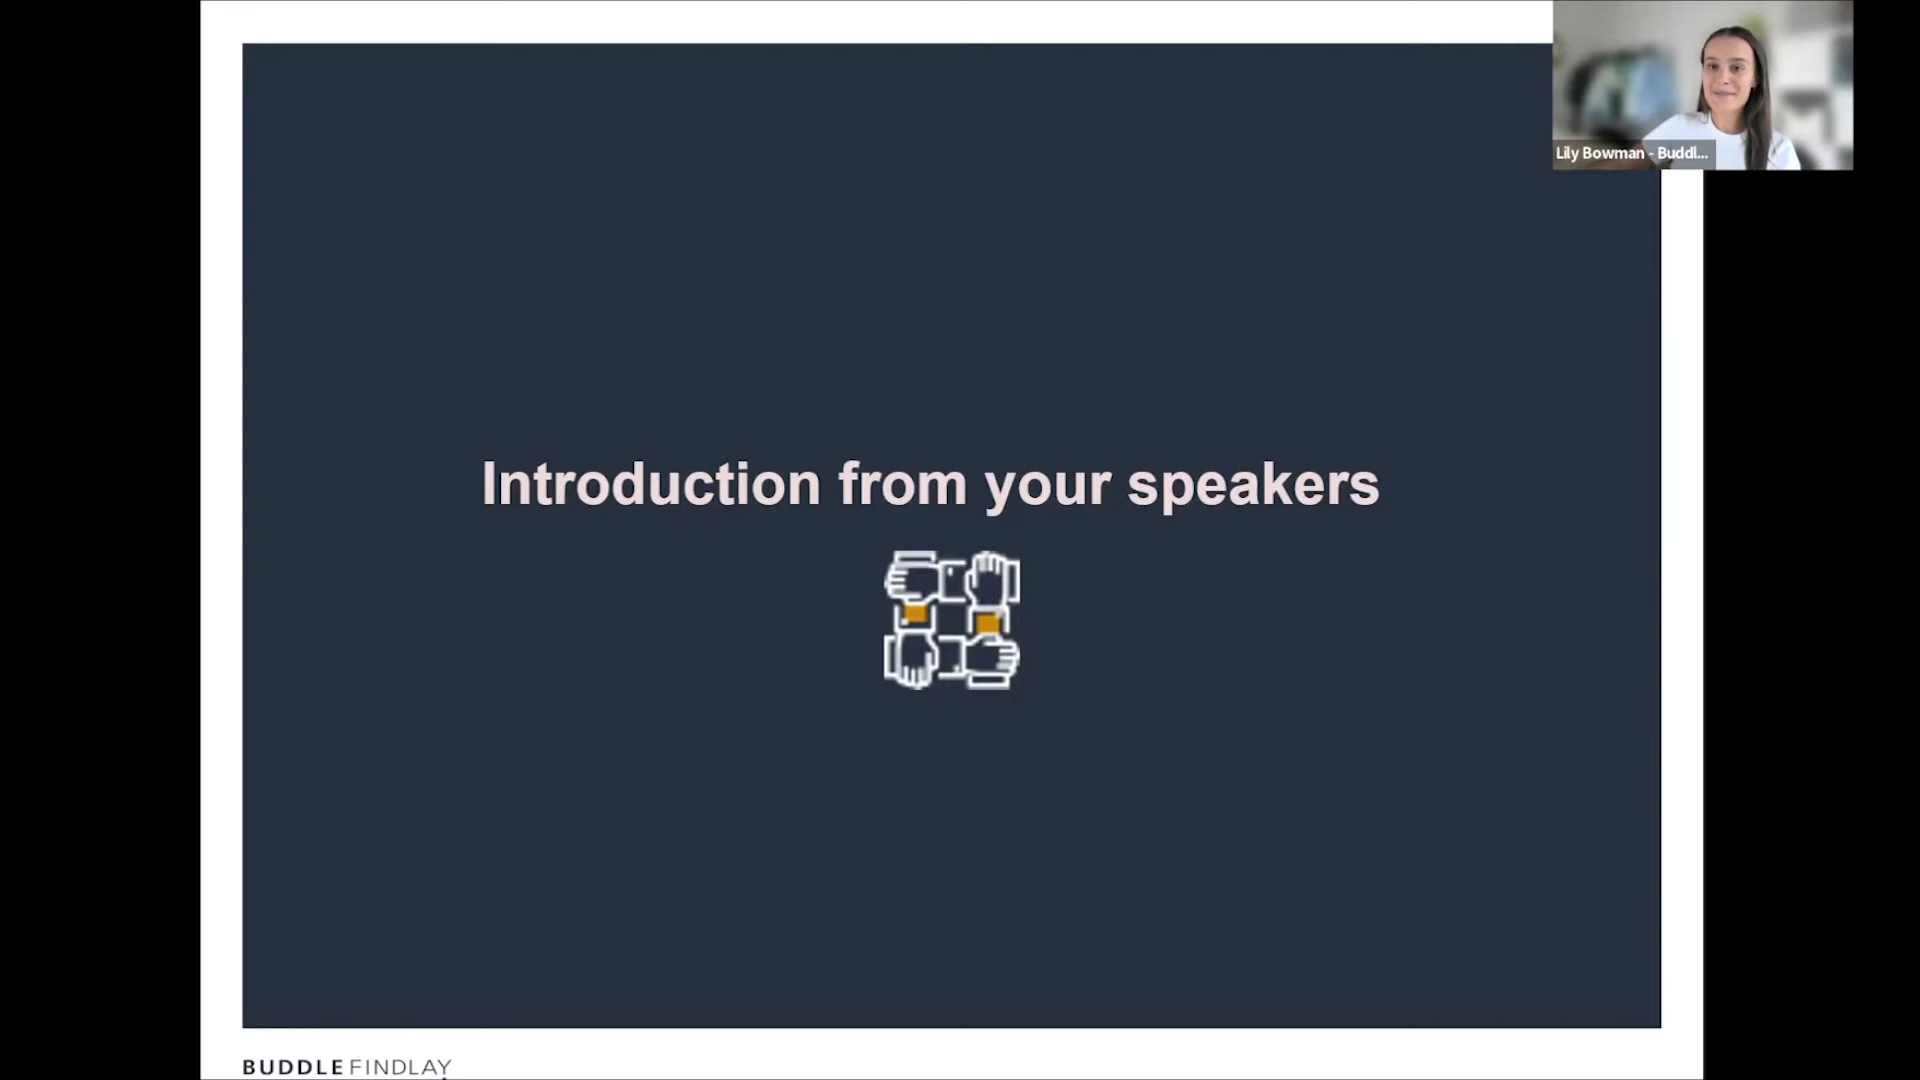 Lily Bowman - Buddl...
Introduction from your speakers
BUDDLE FINDLAY